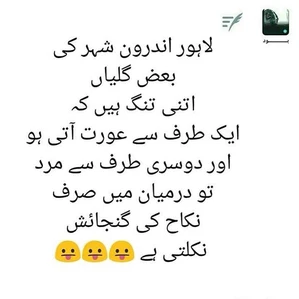 لاہور اندرون شہر کی
بعض گلیاں
اتنی تنگ ہیں کہ
ایک طرف سے عورت آتی ہو
اور دوسری طرف سے مرد
تو درمیان میں صرف
نکاح کی گنجائش
نکلتی ہے 😛😛😛